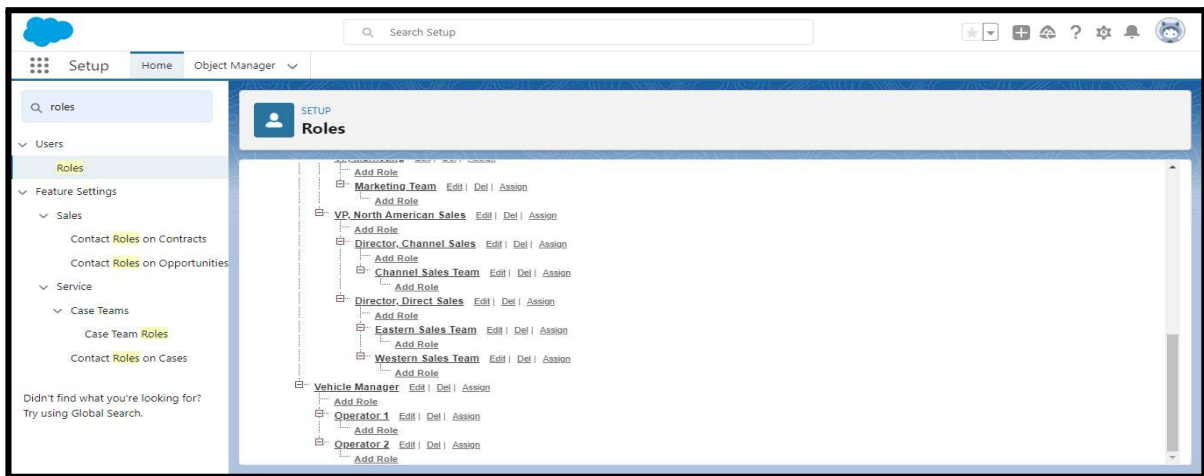 Search Setup
Setup Home Object Manager
roles
Users
Roles
Feature Settings
Sales
Contact Roles on Contracts
Contact Roles on Opportunities
Service
Case Teams
Case Team Roles
Contact Roles on Cases
Didn't find what you're looking for?
Try using Global Search.
SETUP
Roles
Add Role
Marketing Team Edit | Del | Assign
Add Role
VP, North American Sales Edit | Del | Assign
Add Role
Director, Channel Sales Edit | Del | Assign
Add Role
Channel Sales Team Edit | Del | Assign
Add Role
Director, Direct Sales Edit | Del | Assign
Add Role
Eastern Sales Team Edit | Del | Assign
Add Role
Western Sales Team Edit | Del | Assign
Add Role
Vehicle Manager Edit | Del | Assign
Add Role
Operator 1 Edit | Del | Assign
Add Role
Operator 2 Edit | Del | Assign
Add Role